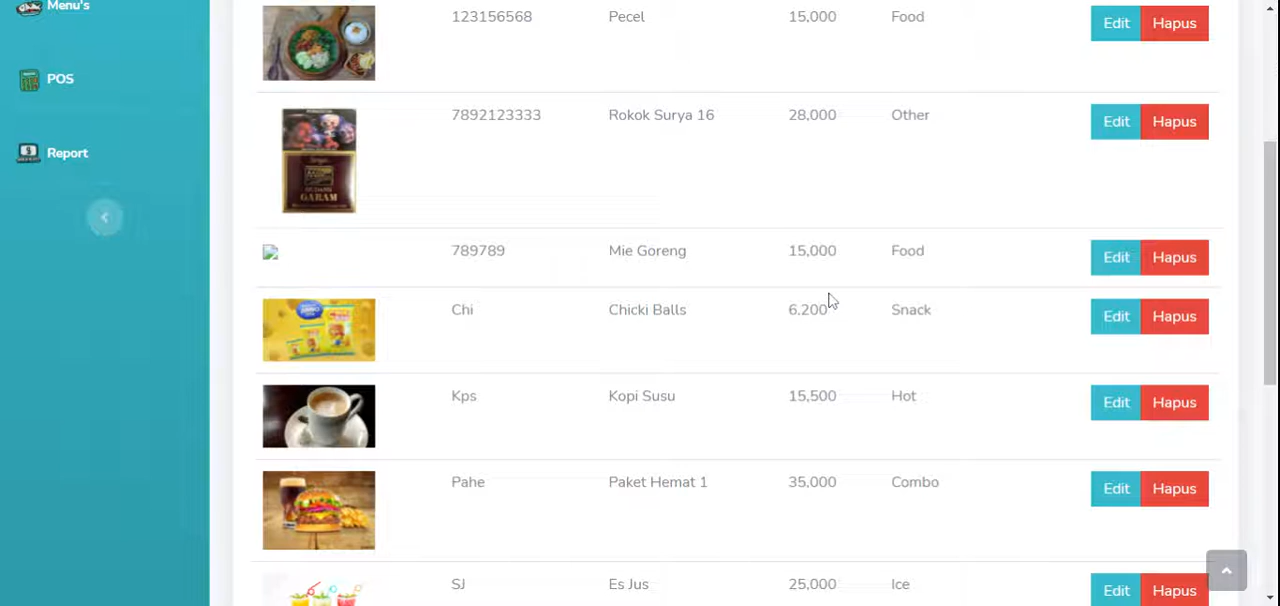 Menu's
POS
Report
123156568 Pecel 15,000 Food Edit Hapus
7892123333 Rokok Surya 16 28,000 Other Edit Hapus
GARAM
789789 Mie Goreng 15,000 Food Edit Hapus
Chi Chicki Balls 6,200 Snack Edit Hapus
Kps Kopi Susu 15,500 Hot Edit Hapus
Pahe Paket Hemat 1 35,000 Combo Edit Hapus
SJ Es Jus 25,000 Ice Edit Hapus